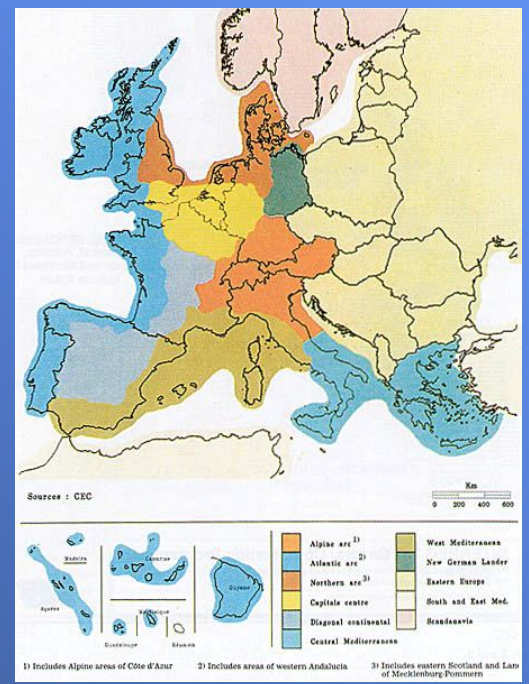 Sources : CEC
Km
0 200 400 600
Madeira
Açores
Canarias
Martinique
Guadeloupe
Réunion
Guyane
Alpine arc 1)
Atlantic arc 2)
Northern arc 3)
Capitals centre
Diagonal continental
Central Mediterranean
West Mediterranean
New German Lander
Eastern Europe
South and East Med.
Scandanavia
1) Includes Alpine areas of Côte d'Azur
2) Includes areas of western Andalucia
3) Includes eastern Scotland and Land
of Mecklenburg-Pommern